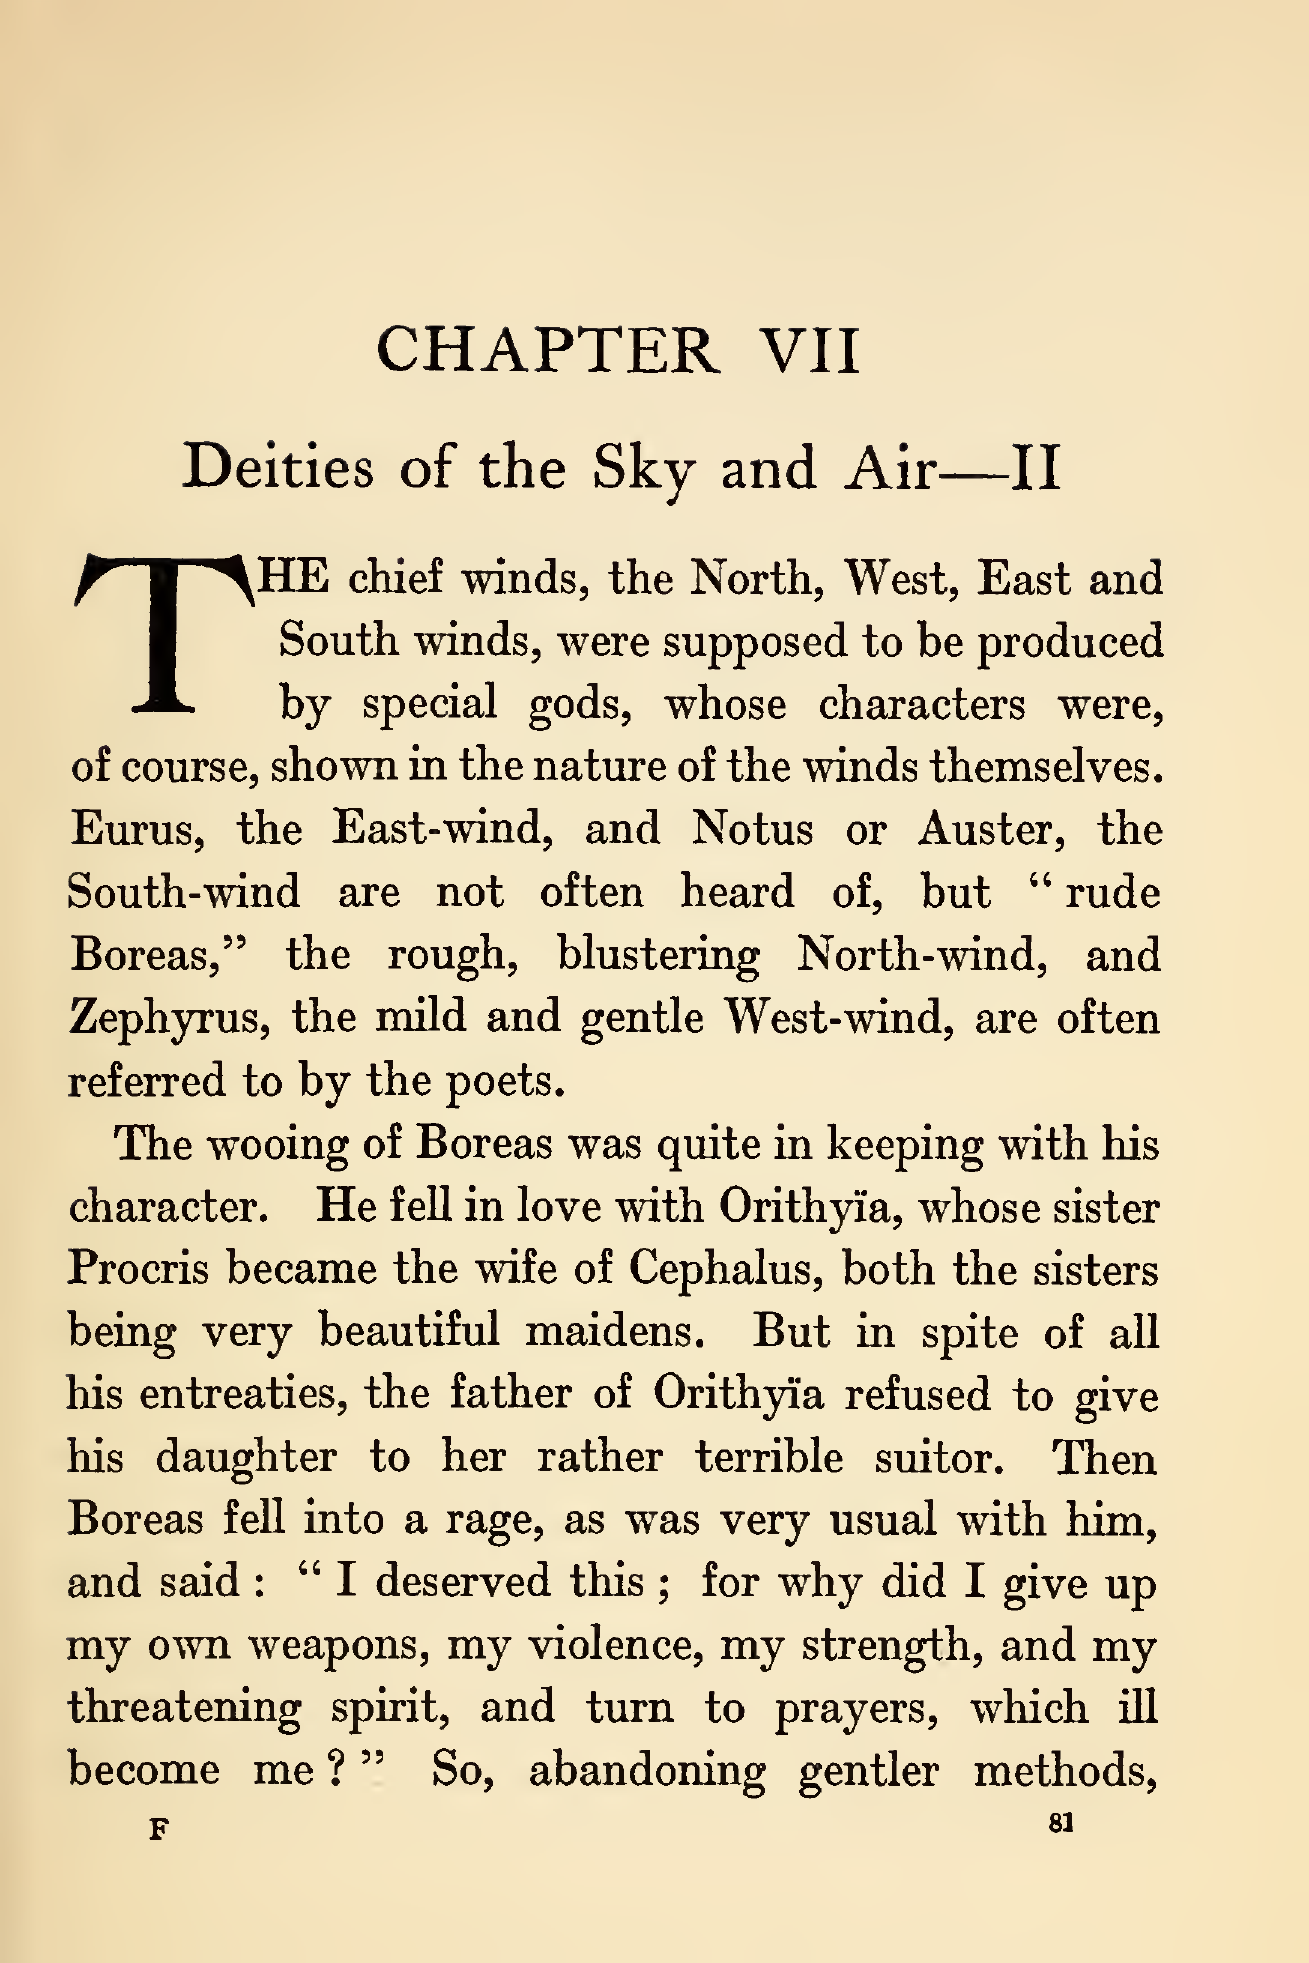 CHAPTER VII
Deities of the Sky and Air—II
THE chief winds, the North, West, East and
South winds, were supposed to be produced
by special gods, whose characters were,
of course, shown in the nature of the winds themselves.
Eurus, the East-wind, and Notus or Auster, the
South-wind are not often heard of, but “ rude
Boreas,” the rough, blustering North-wind, and
Zephyrus, the mild and gentle West-wind, are often
referred to by the poets.
The wooing of Boreas was quite in keeping with his
character. He fell in love with Orithyïa, whose sister
Procris became the wife of Cephalus, both the sisters
being very beautiful maidens. But in spite of all
his entreaties, the father of Orithyïa refused to give
his daughter to her rather terrible suitor. Then
Boreas fell into a rage, as was very usual with him,
and said : “ I deserved this ; for why did I give up
my own weapons, my violence, my strength, and my
threatening spirit, and turn to prayers, which ill
become me ? ” So, abandoning gentler methods,
F 81